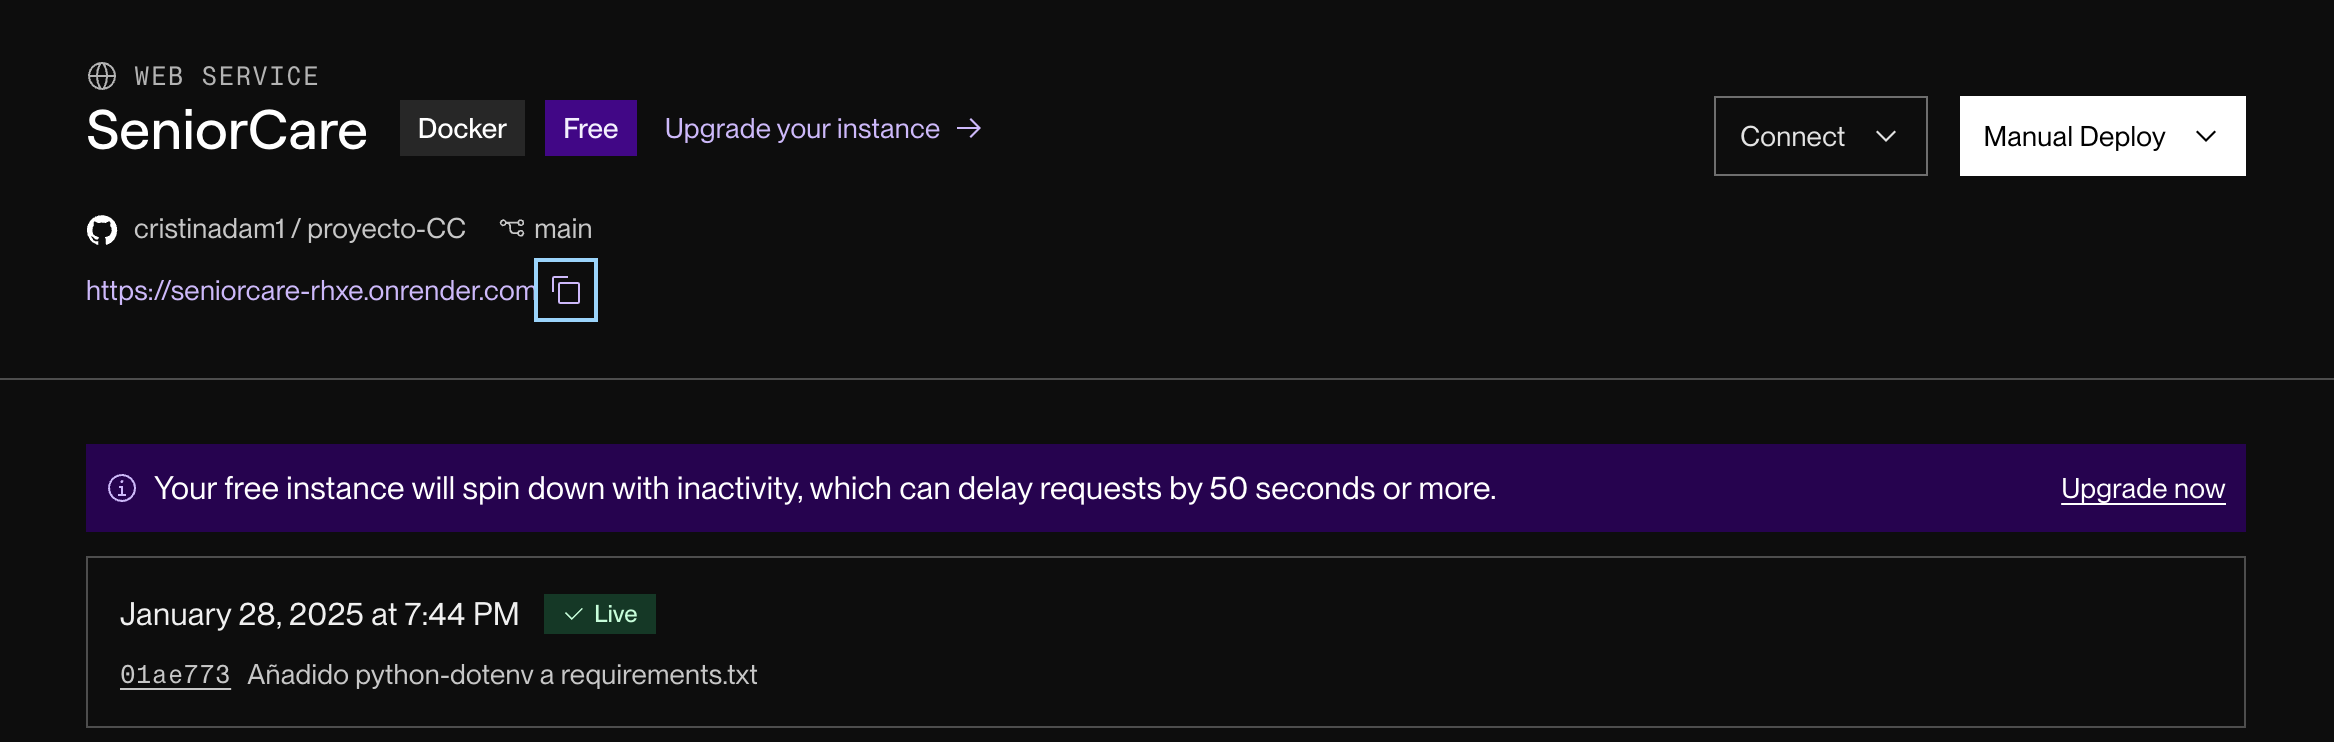 WEB SERVICE
SeniorCare Docker Free Upgrade your instance
Connect Manual Deploy
cristinadam1 / proyecto-CC main
https://seniorcare-rhxe.onrender.com
Your free instance will spin down with inactivity, which can delay requests by 50 seconds or more. Upgrade now
January 28, 2025 at 7:44 PM Live
01ae773 Añadido python-dotenv a requirements.txt